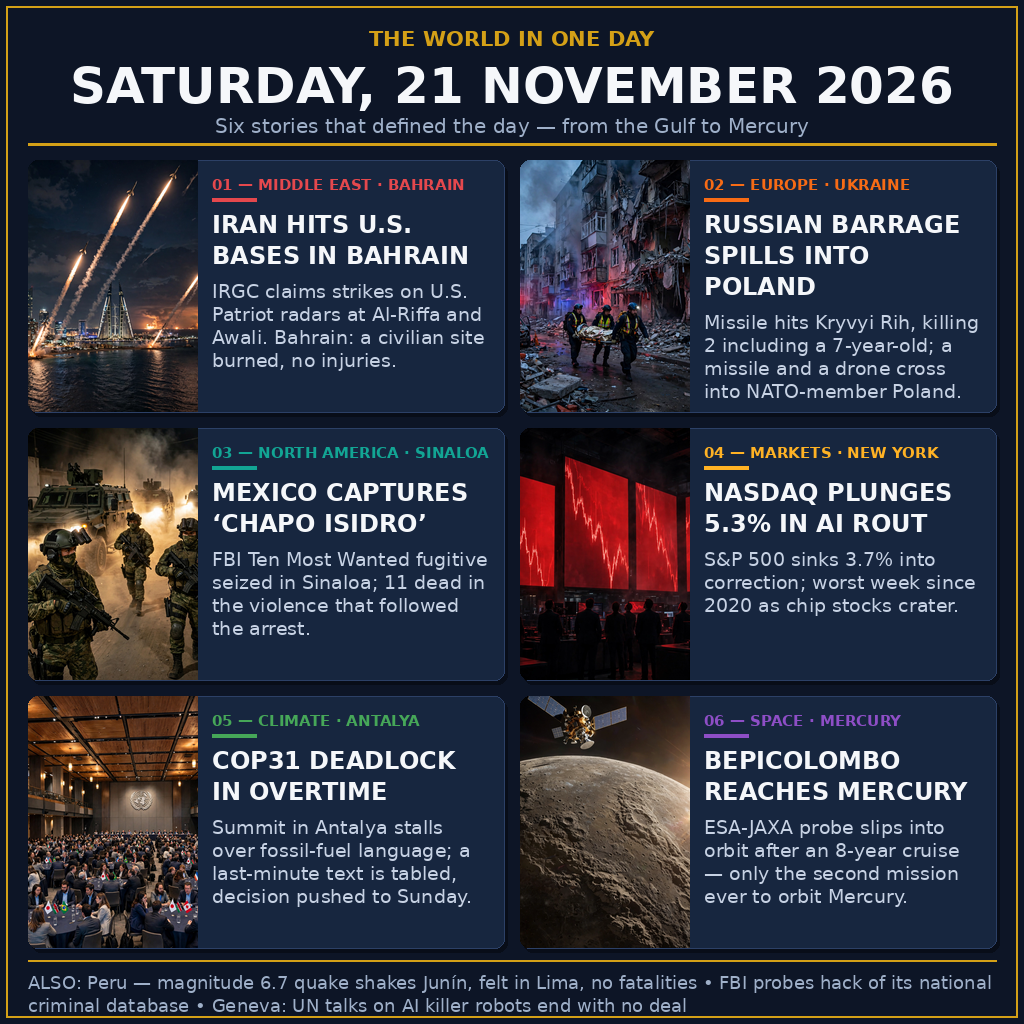 THE WORLD IN ONE DAY
SATURDAY, 21 NOVEMBER 2026
Six stories that defined the day — from the Gulf to Mercury
01 — MIDDLE EAST · BAHRAIN
IRAN HITS U.S.
BASES IN BAHRAIN
IRGC claims strikes on U.S.
Patriot radars at Al-Riffa and
Awali. Bahrain: a civilian site
burned, no injuries.
02 — EUROPE · UKRAINE
RUSSIAN BARRAGE
SPILLS INTO
POLAND
Missile hits Kryvyi Rih, killing
2 including a 7-year-old; a
missile and a drone cross
into NATO-member Poland.
03 — NORTH AMERICA · SINALOA
MEXICO CAPTURES
‘CHAPO ISIDRO’
FBI Ten Most Wanted fugitive
seized in Sinaloa; 11 dead in
the violence that followed
the arrest.
04 — MARKETS · NEW YORK
NASDAQ PLUNGES
5.3% IN AI ROUT
S&P 500 sinks 3.7% into
correction; worst week since
2020 as chip stocks crater.
05 — CLIMATE · ANTALYA
COP31 DEADLOCK
IN OVERTIME
Summit in Antalya stalls
over fossil-fuel language; a
last-minute text is tabled,
decision pushed to Sunday.
06 — SPACE · MERCURY
BEPICOLOMBO
REACHES MERCURY
ESA-JAXA probe slips into
orbit after an 8-year cruise
— only the second mission
ever to orbit Mercury.
ALSO: Peru — magnitude 6.7 quake shakes Junín, felt in Lima, no fatalities • FBI probes hack of its national
criminal database • Geneva: UN talks on AI killer robots end with no deal